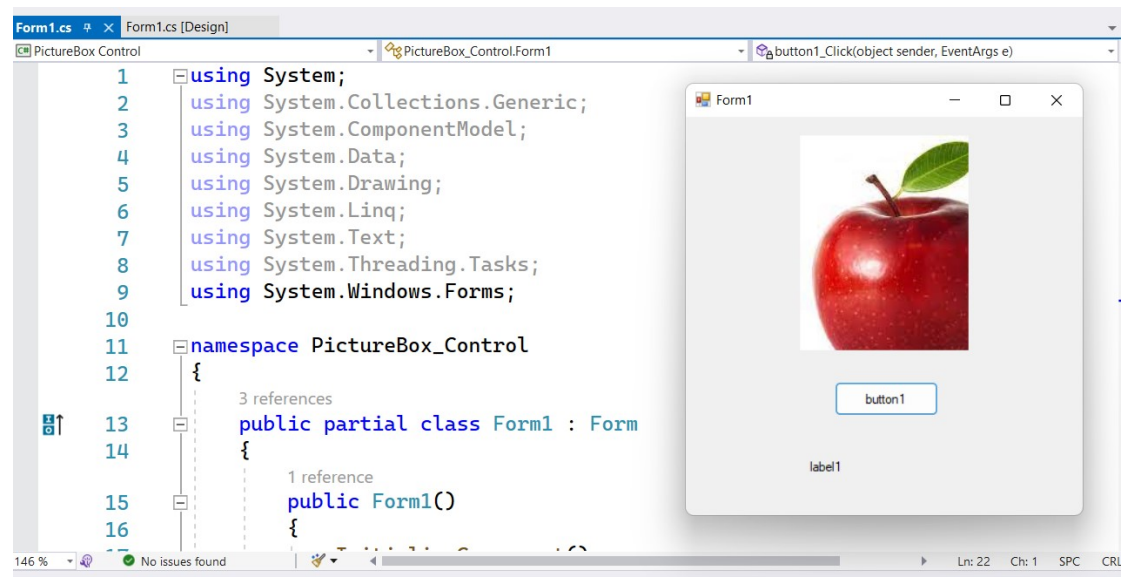 Form1.cs Form1.cs [Design]
PictureBox Control PictureBox_Control.Form1 button1_Click(object sender, EventArgs e)
1 using System;
2 using System.Collections.Generic;
3 using System.ComponentModel;
4 using System.Data;
5 using System.Drawing;
6 using System.Linq;
7 using System.Text;
8 using System.Threading.Tasks;
9 using System.Windows.Forms;
10
11 namespace PictureBox_Control
12 {
3 references
13 public partial class Form1 : Form
14 {
1 reference
15 public Form1()
16 {
Form1
button1
label1
146 % No issues found Ln: 22 Ch: 1 SPC